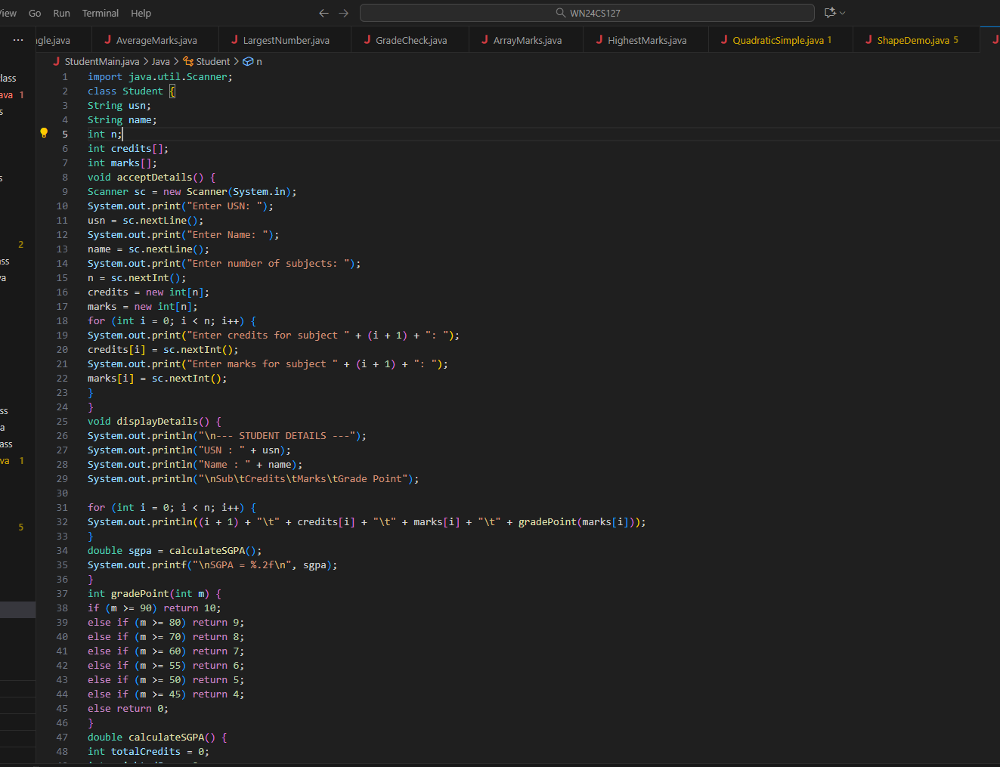 View Go Run Terminal Help WN24CS127
gle.java AverageMarks.java LargestNumber.java GradeCheck.java ArrayMarks.java HighestMarks.java QuadraticSimple.java 1 ShapeDemo.java 5
StudentMain.java > Java > Student > n
lass
ava 1
s
s
2
ss
va
ss
a
ass
va 1
5
1 import java.util.Scanner;
2 class Student {
3 String usn;
4 String name;
5 int n;
6 int credits[];
7 int marks[];
8 void acceptDetails() {
9 Scanner sc = new Scanner(System.in);
10 System.out.print("Enter USN: ");
11 usn = sc.nextLine();
12 System.out.print("Enter Name: ");
13 name = sc.nextLine();
14 System.out.print("Enter number of subjects: ");
15 n = sc.nextInt();
16 credits = new int[n];
17 marks = new int[n];
18 for (int i = 0; i < n; i++) {
19 System.out.print("Enter credits for subject " + (i + 1) + ": ");
20 credits[i] = sc.nextInt();
21 System.out.print("Enter marks for subject " + (i + 1) + ": ");
22 marks[i] = sc.nextInt();
23 }
24 }
25 void displayDetails() {
26 System.out.println("\n--- STUDENT DETAILS ---");
27 System.out.println("USN : " + usn);
28 System.out.println("Name : " + name);
29 System.out.println("\nSub\tCredits\tMarks\tGrade Point");
30
31 for (int i = 0; i < n; i++) {
32 System.out.println((i + 1) + "\t" + credits[i] + "\t" + marks[i] + "\t" + gradePoint(marks[i]));
33 }
34 double sgpa = calculateSGPA();
35 System.out.printf("\nSGPA = %.2f\n", sgpa);
36 }
37 int gradePoint(int m) {
38 if (m >= 90) return 10;
39 else if (m >= 80) return 9;
40 else if (m >= 70) return 8;
41 else if (m >= 60) return 7;
42 else if (m >= 55) return 6;
43 else if (m >= 50) return 5;
44 else if (m >= 45) return 4;
45 else return 0;
46 }
47 double calculateSGPA() {
48 int totalCredits = 0;